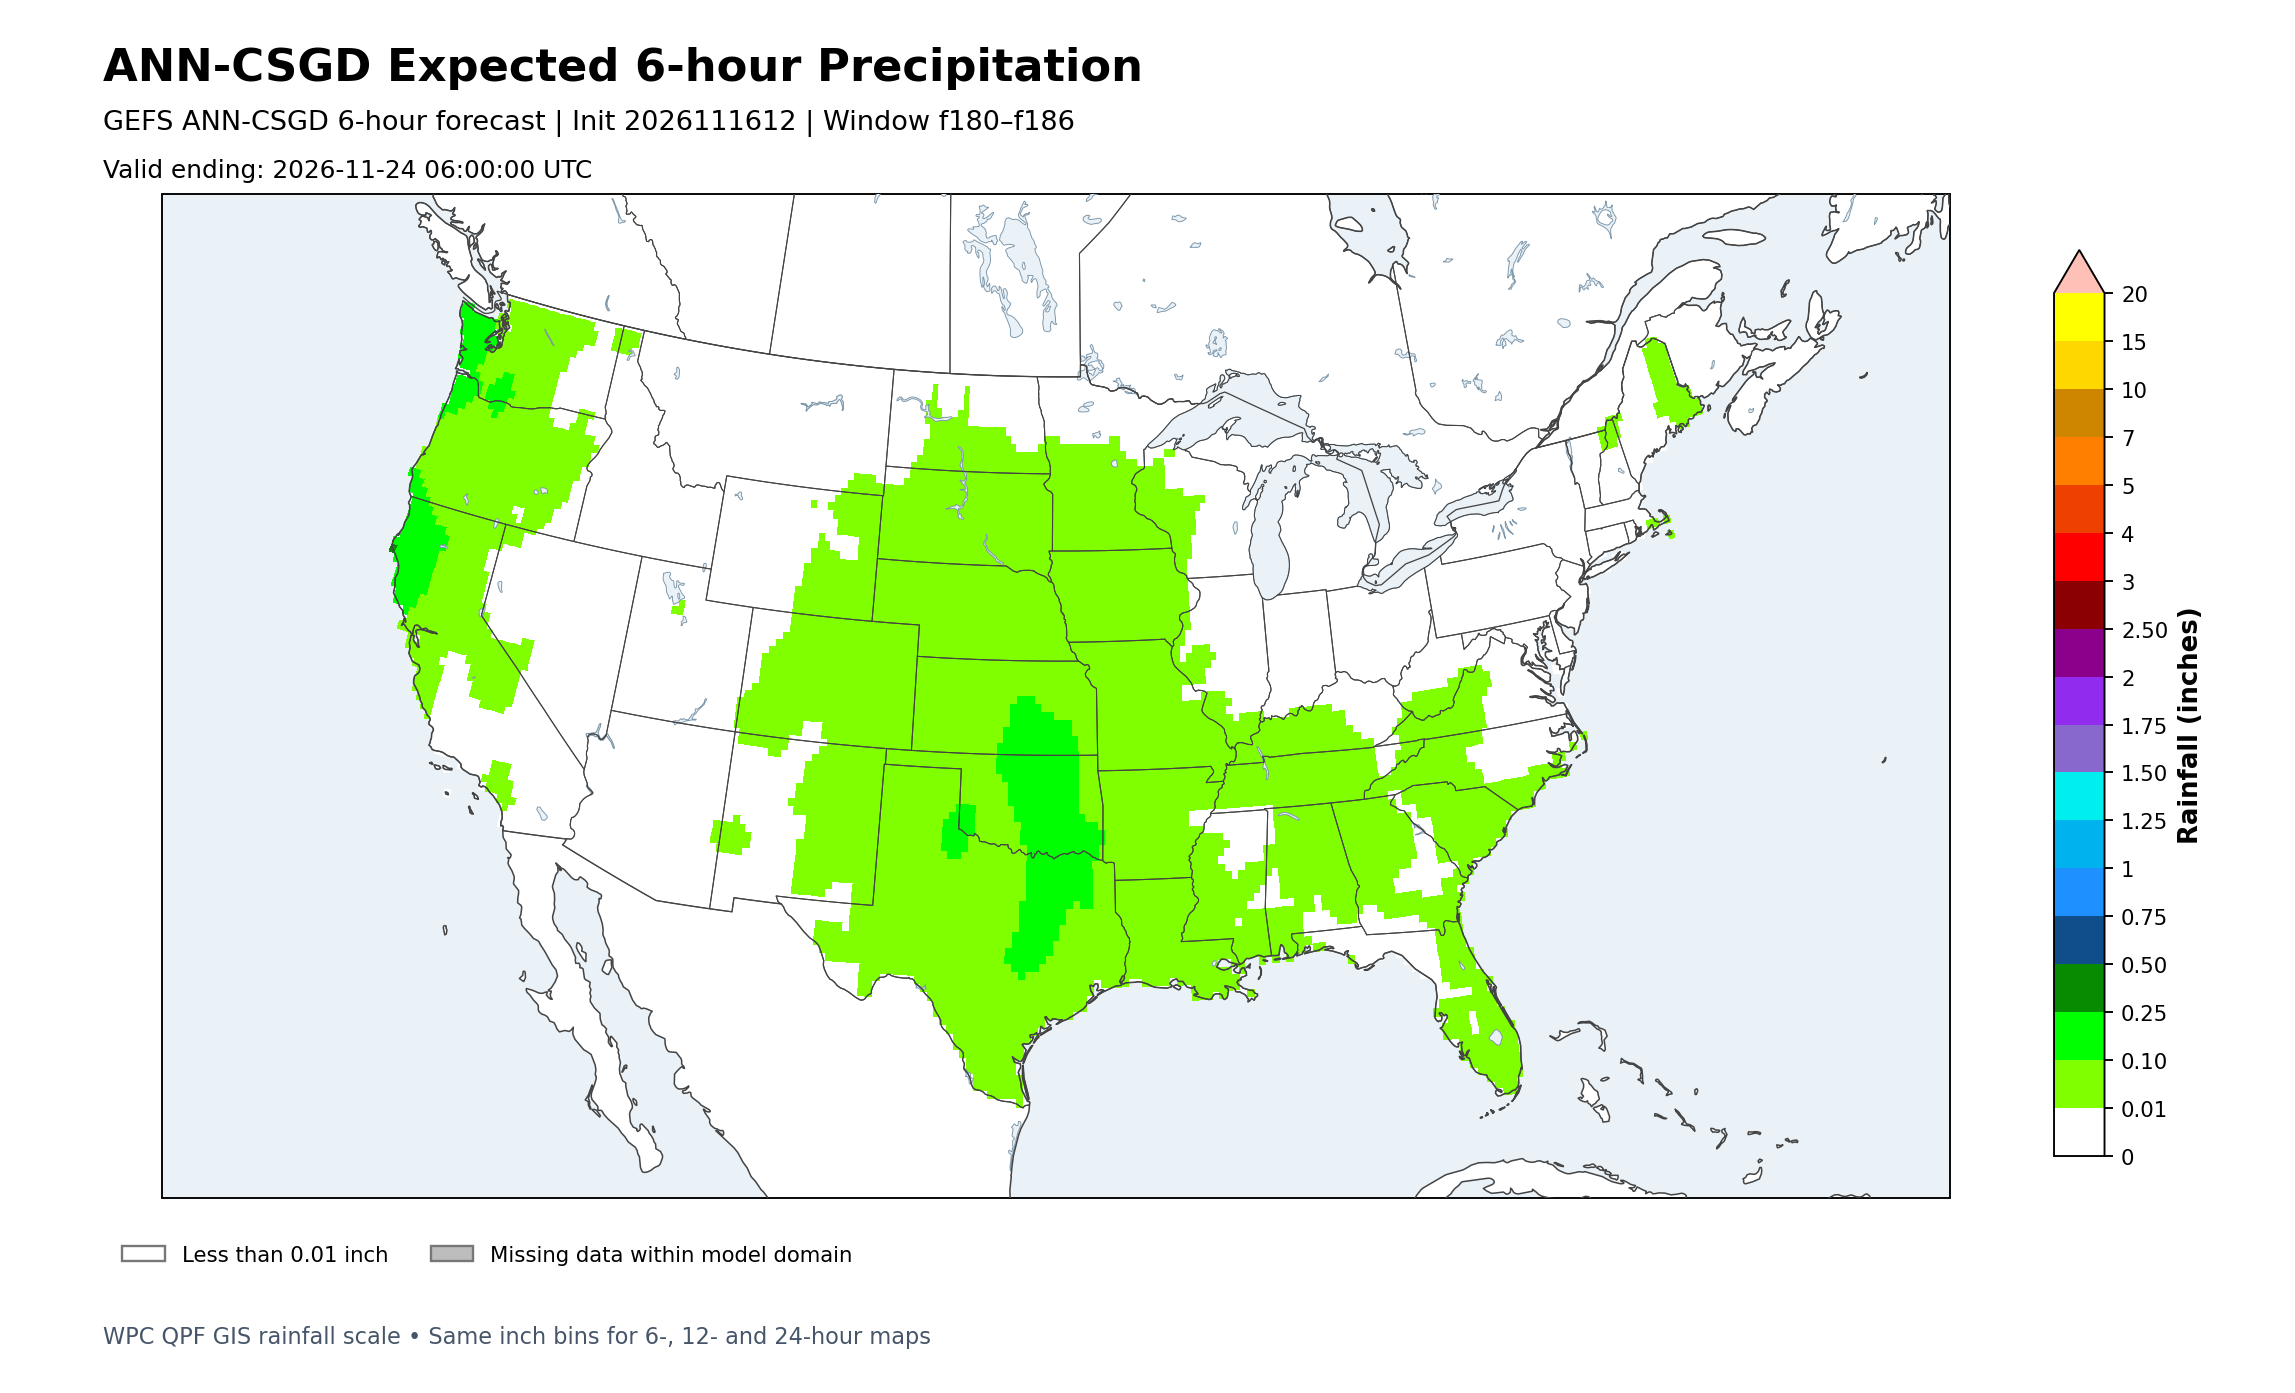 ANN-CSGD Expected 6-hour Precipitation
GEFS ANN-CSGD 6-hour forecast | Init 2026111612 | Window f180–f186
Valid ending: 2026-11-24 06:00:00 UTC
20
15
10
7
5
4
3
2.50
2
1.75
1.50
1.25
1
0.75
0.50
0.25
0.10
0.01
0
Rainfall (inches)
Less than 0.01 inch
Missing data within model domain
WPC QPF GIS rainfall scale • Same inch bins for 6-, 12- and 24-hour maps